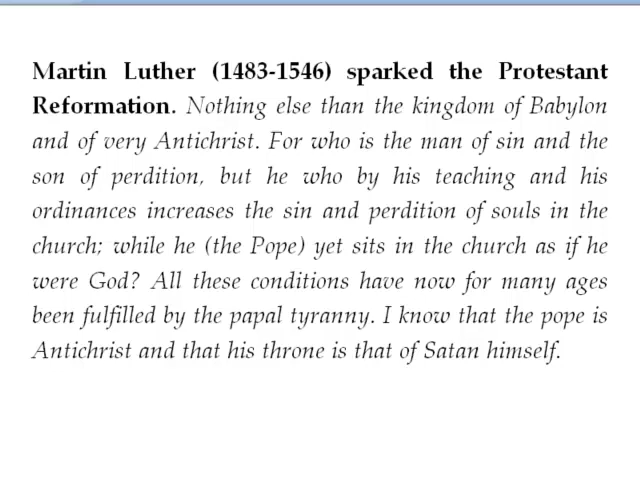 Martin Luther (1483-1546) sparked the Protestant
Reformation. Nothing else than the kingdom of Babylon
and of very Antichrist. For who is the man of sin and the
son of perdition, but he who by his teaching and his
ordinances increases the sin and perdition of souls in the
church; while he (the Pope) yet sits in the church as if he
were God? All these conditions have now for many ages
been fulfilled by the papal tyranny. I know that the pope is
Antichrist and that his throne is that of Satan himself.